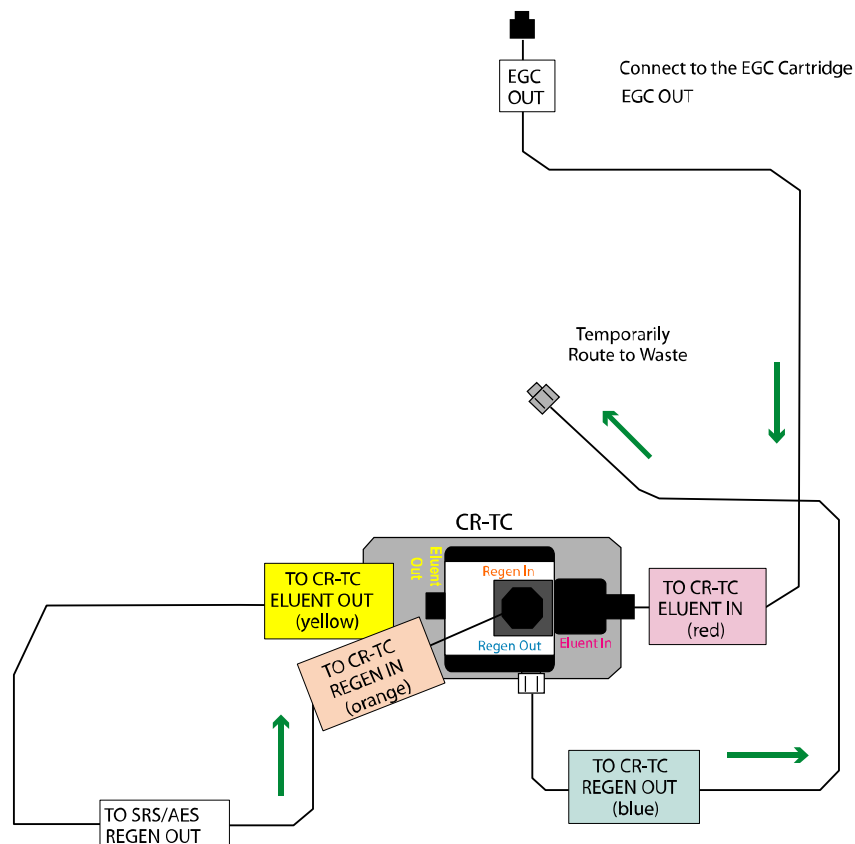 EGC
OUT
Connect to the EGC Cartridge
EGC OUT
Temporarily
Route to Waste
CR-TC
Eluent
Out
Regen In
Regen Out
Eluent In
TO CR-TC
ELUENT OUT
(yellow)
TO CR-TC
ELUENT IN
(red)
TO CR-TC
REGEN IN
(orange)
TO CR-TC
REGEN OUT
(blue)
TO SRS/AES
REGEN OUT